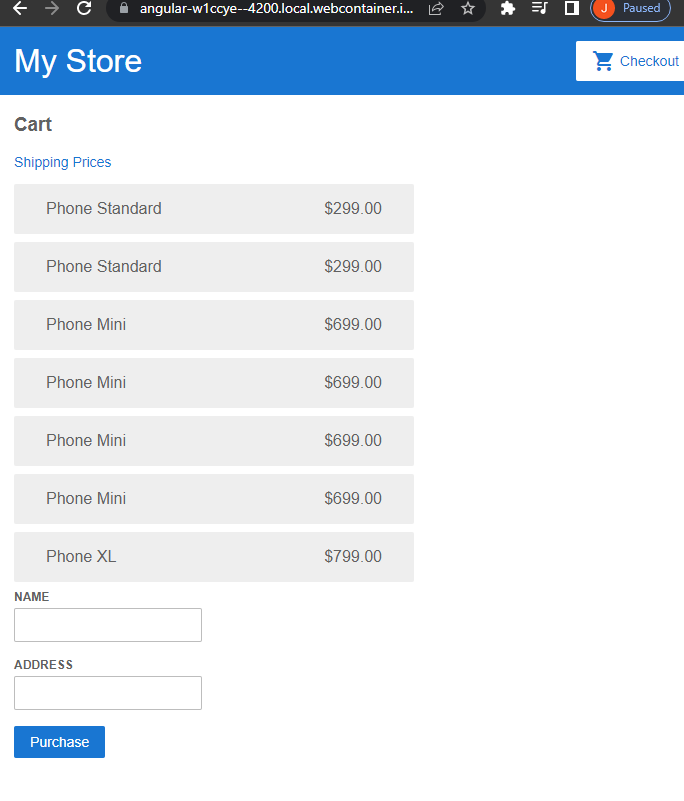 angular-w1ccye--4200.local.webcontainer.i...
J Paused
My Store
Checkout
Cart
Shipping Prices
Phone Standard $299.00
Phone Standard $299.00
Phone Mini $699.00
Phone Mini $699.00
Phone Mini $699.00
Phone Mini $699.00
Phone XL $799.00
NAME
ADDRESS
Purchase